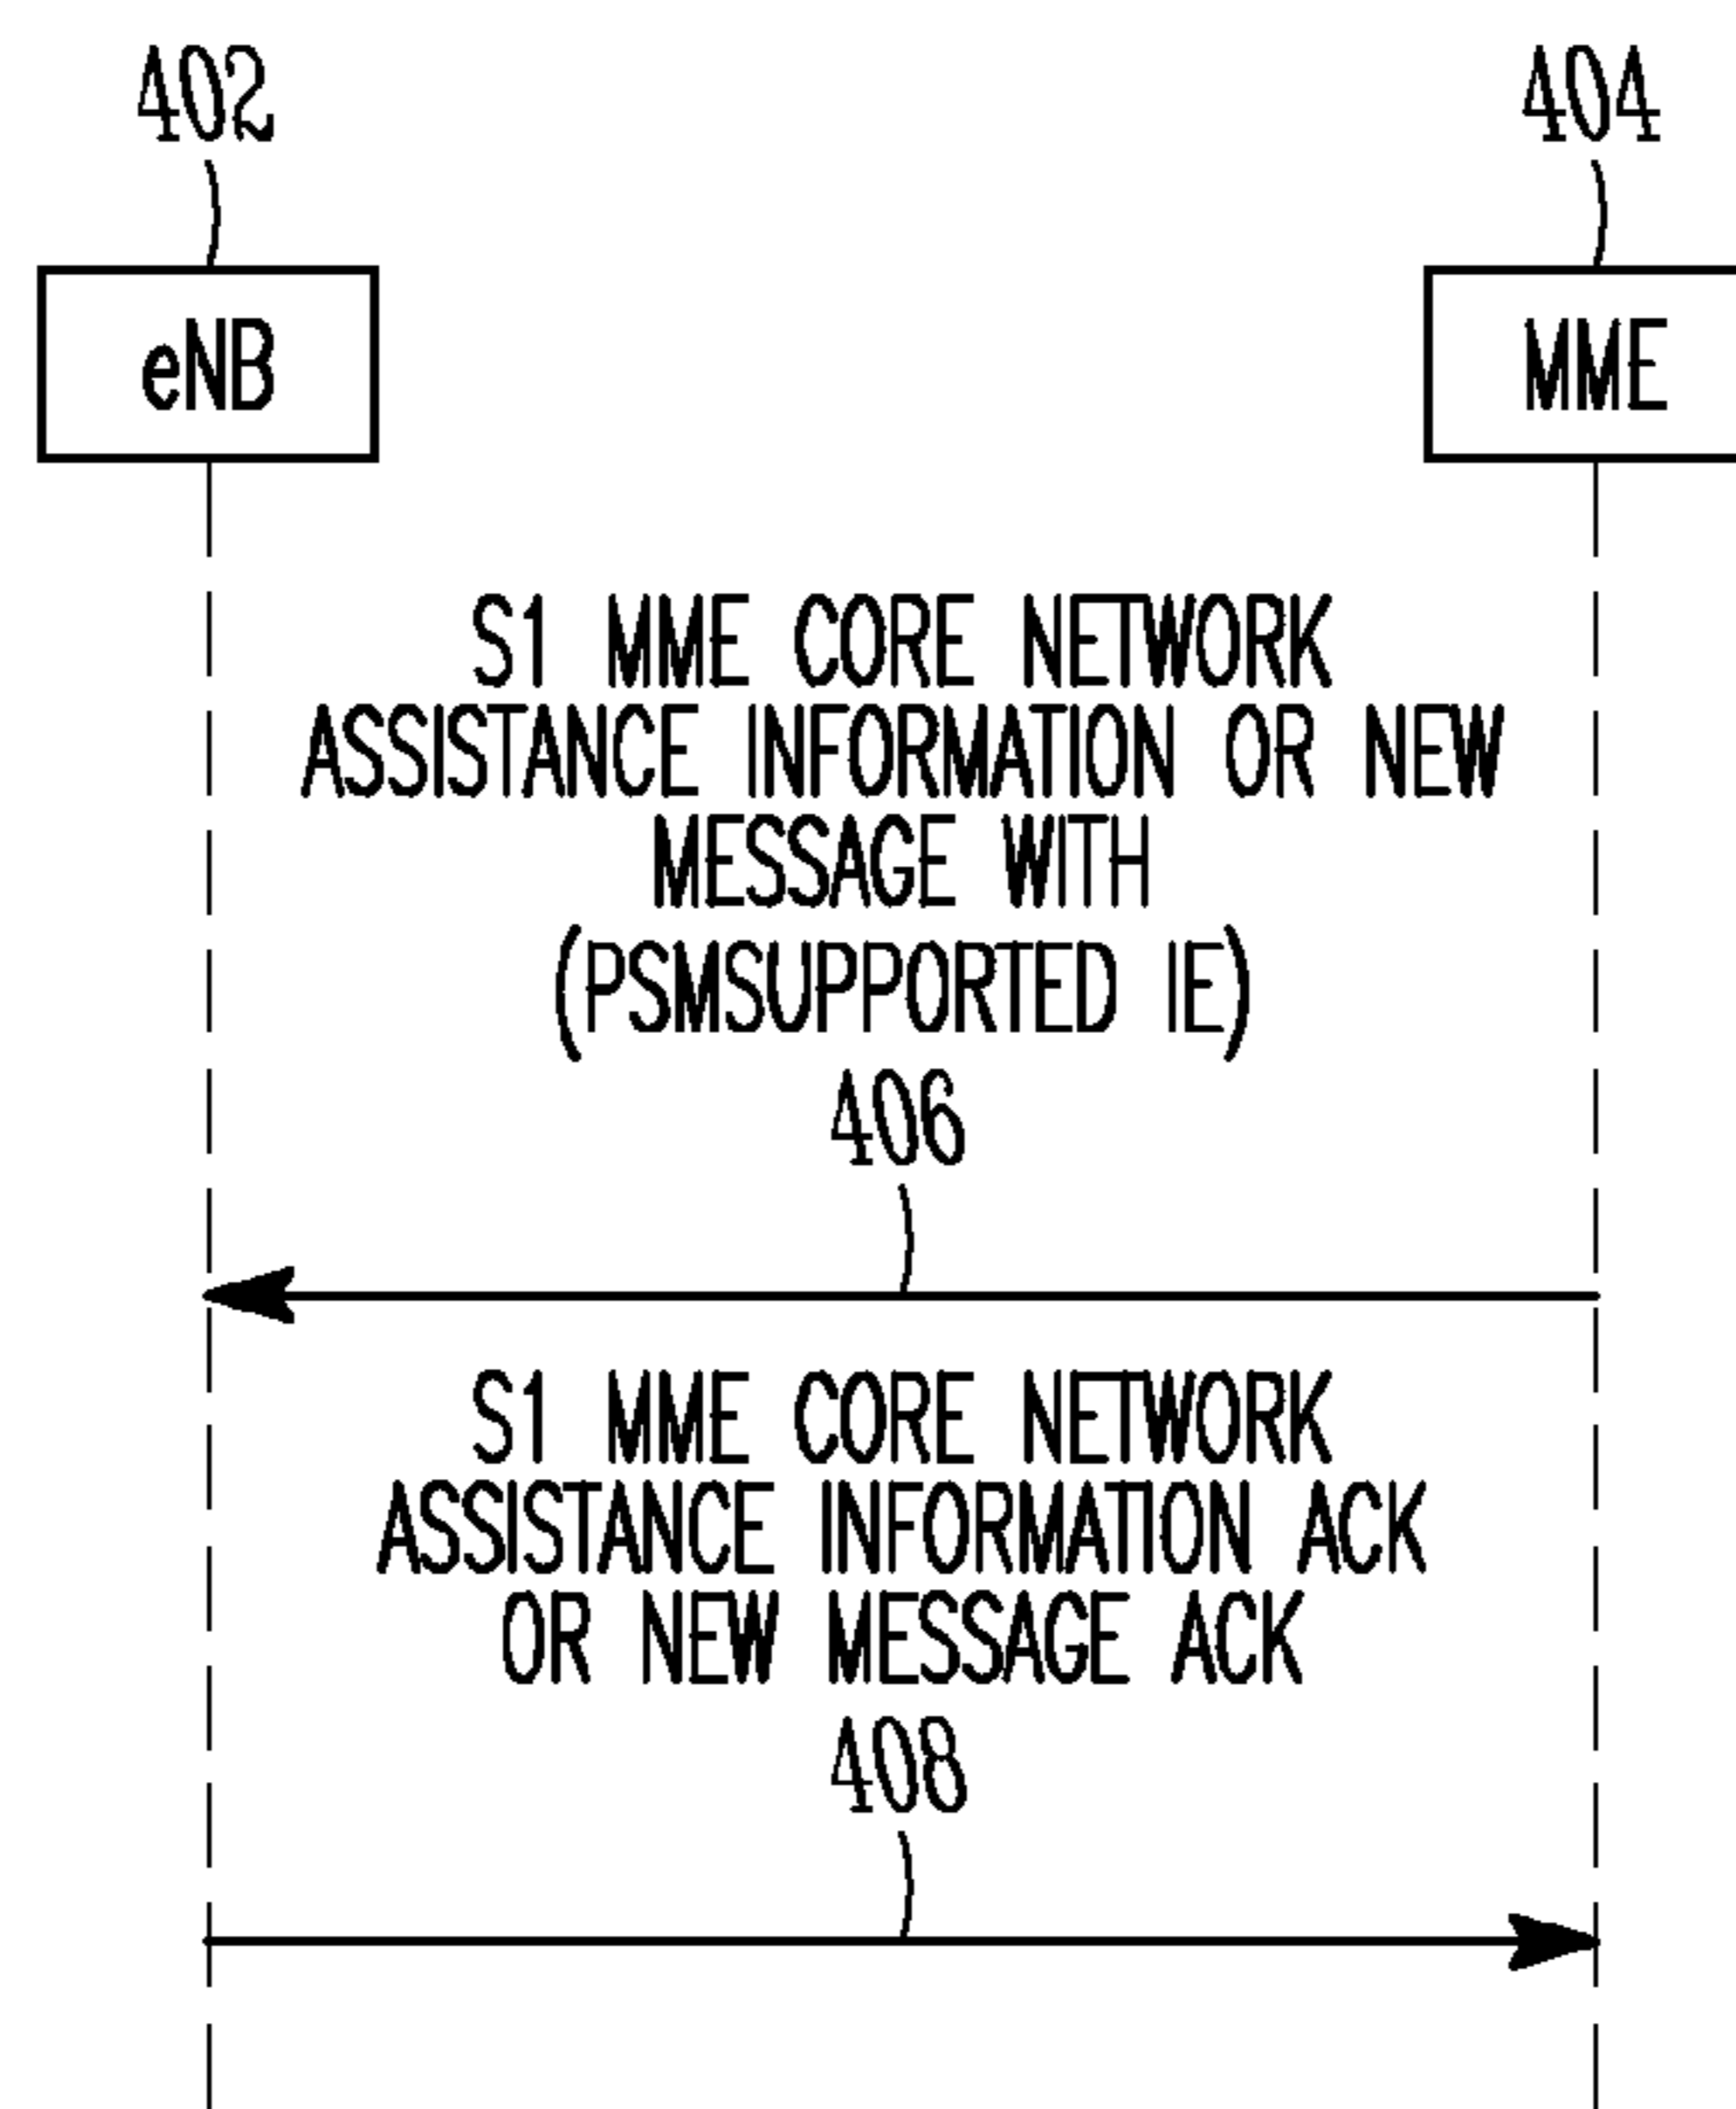 402
404
eNB
MME
S1 MME CORE NETWORK
ASSISTANCE INFORMATION OR NEW
MESSAGE WITH
(PSMSUPPORTED IE)
406
S1 MME CORE NETWORK
ASSISTANCE INFORMATION ACK
OR NEW MESSAGE ACK
408